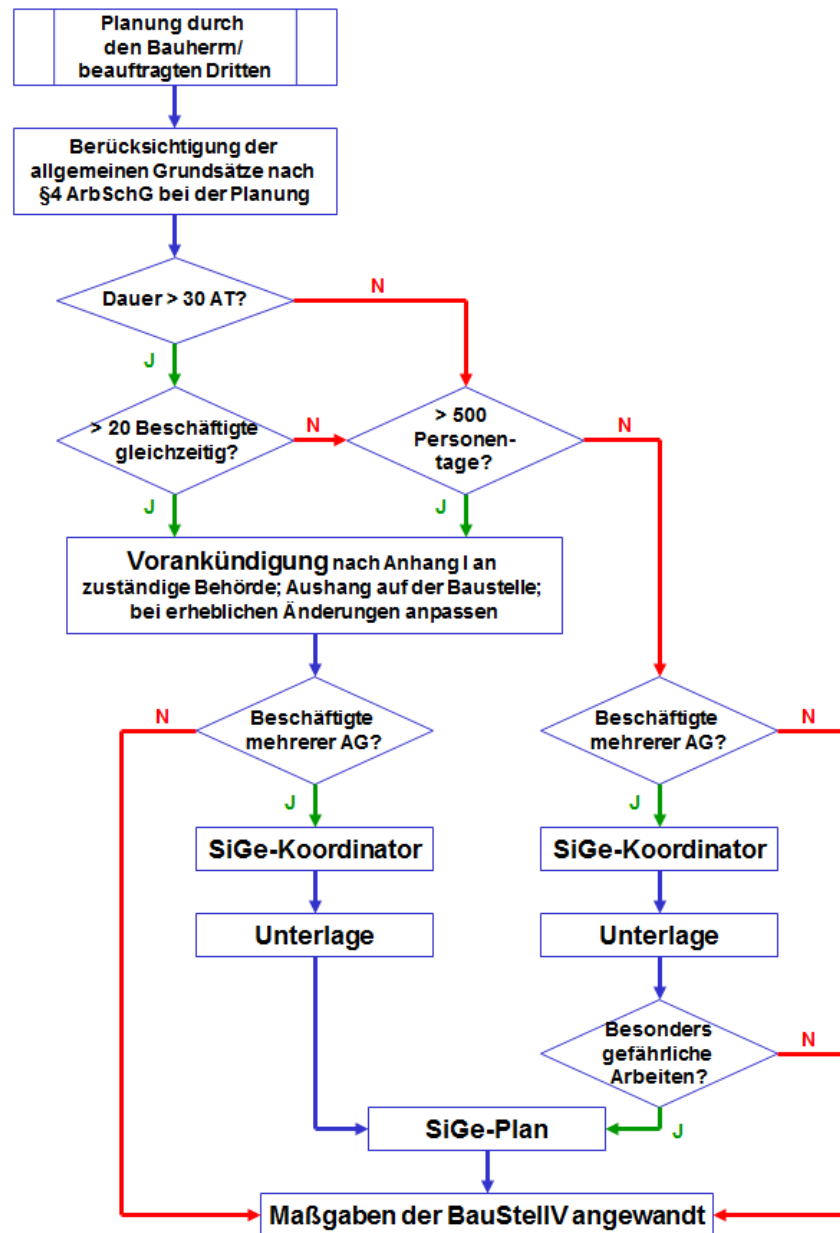 Planung durch
den Bauherrn/
beauftragten Dritten
Berücksichtigung der
allgemeinen Grundsätze nach
§4 ArbSchG bei der Planung
Dauer > 30 AT?
N
J
> 20 Beschäftigte
gleichzeitig?
N
> 500
Personen-
tage?
N
J
J
Vorankündigung nach Anhang I an
zuständige Behörde; Aushang auf der Baustelle;
bei erheblichen Änderungen anpassen
N
Beschäftigte
mehrerer AG?
Beschäftigte
mehrerer AG?
N
J
J
SiGe-Koordinator
SiGe-Koordinator
Unterlage
Unterlage
Besonders
gefährliche
Arbeiten?
N
J
SiGe-Plan
Maßgaben der BauStellV angewandt